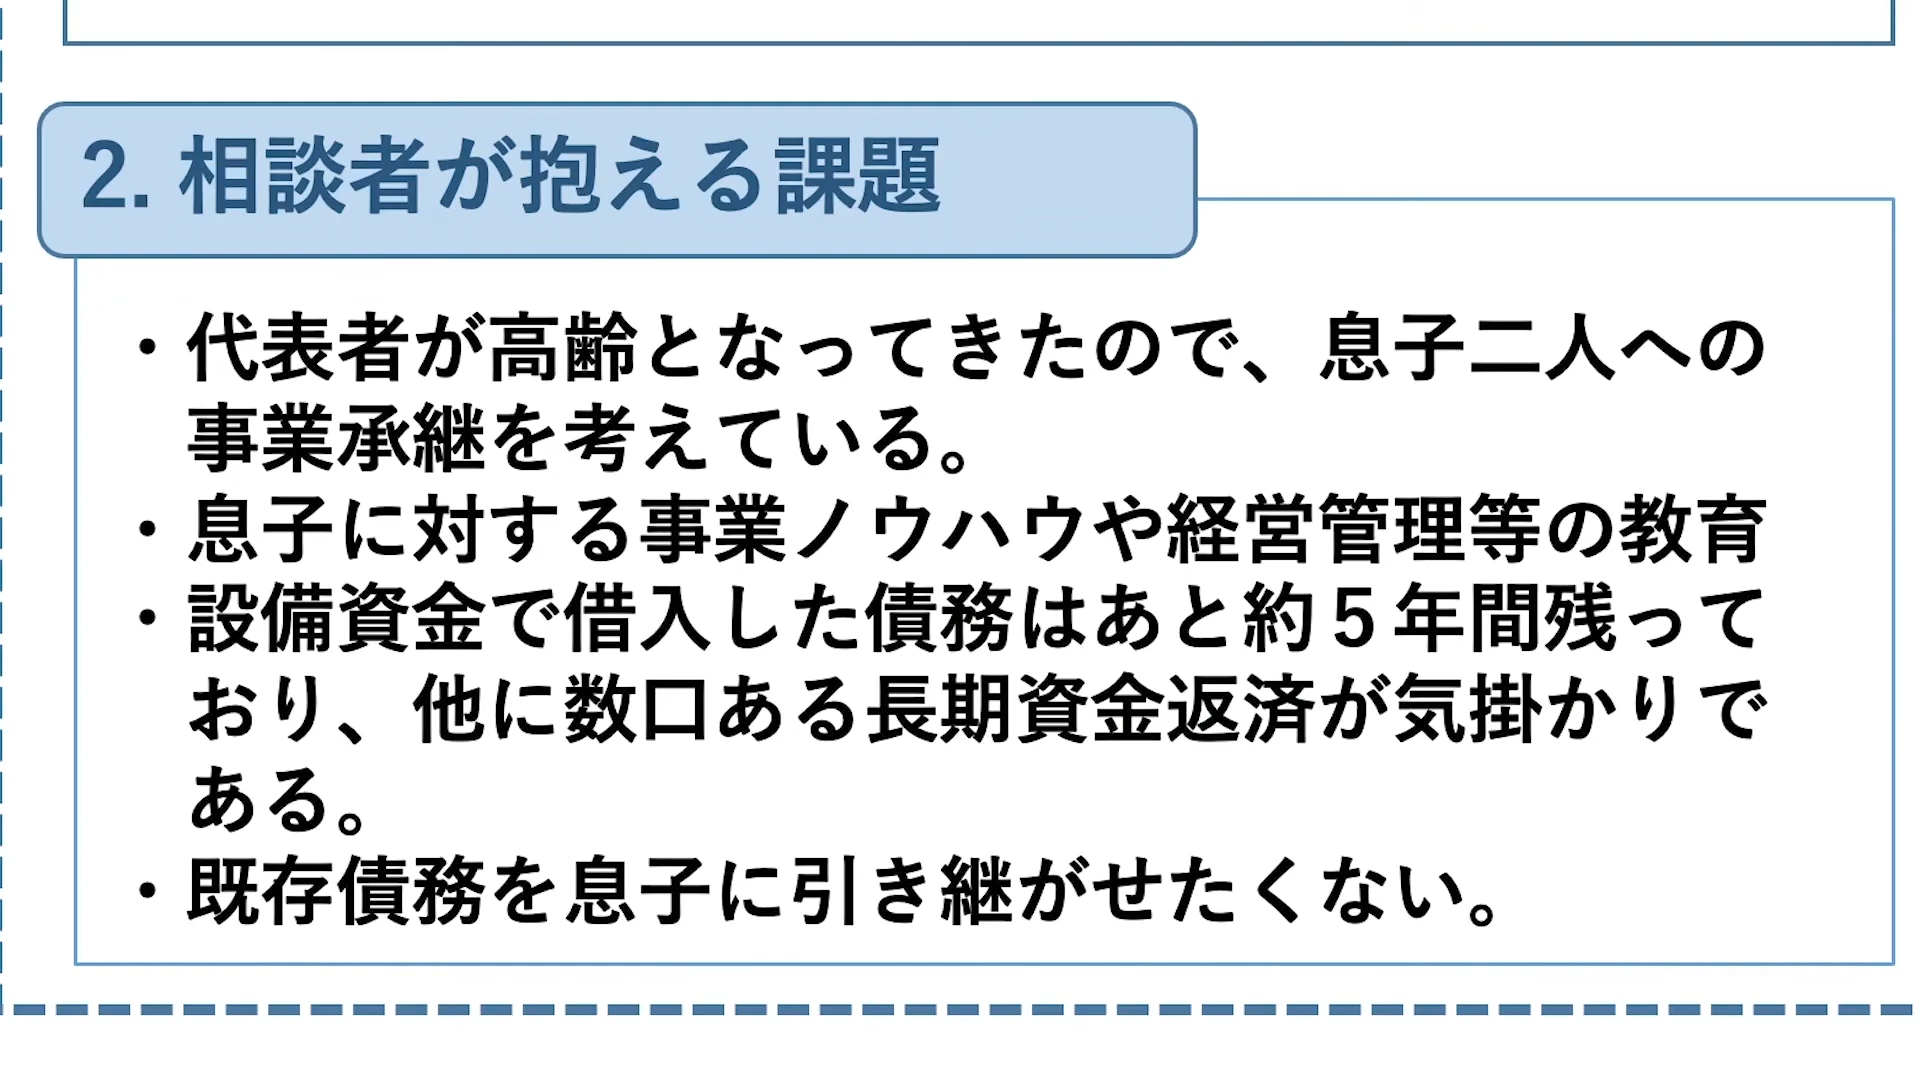 2. 相談者が抱える課題
・代表者が高齢となってきたので、息子二人への
事業承継を考えている。
・息子に対する事業ノウハウや経営管理等の教育
・設備資金で借入した債務はあと約５年間残って
おり、他に数口ある長期資金返済が気掛かりで
ある。
・既存債務を息子に引き継がせたくない。